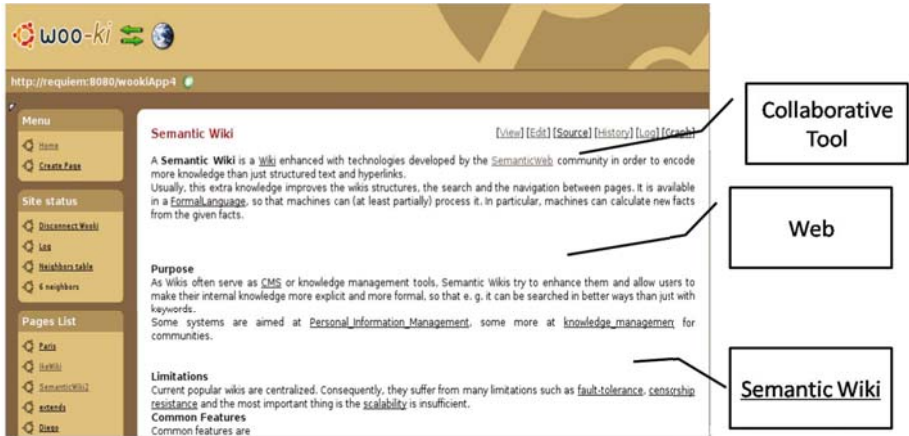 woo-ki
http://requiem:8080/wookiApp4
Menu
Home
Create Page
Site status
Disconnect Wooki
Log
Neighbors table
6 neighbors
Pages List
Paris
IkeWiki
SemanticWiki2
extends
Diego
Semantic Wiki
[View] [Edit] [Source] [History] [Log] [Graph]
A Semantic Wiki is a Wiki enhanced with technologies developed by the SemanticWeb community in order to encode
more knowledge than just structured text and hyperlinks.
Usually, this extra knowledge improves the wikis structures, the search and the navigation between pages. It is available
in a FormalLanguage, so that machines can (at least partially) process it. In particular, machines can calculate new facts
from the given facts.
Purpose
As Wikis often serve as CMS or knowledge management tools, Semantic Wikis try to enhance them and allow users to
make their internal knowledge more explicit and more formal, so that e. g. it can be searched in better ways than just with
keywords.
Some systems are aimed at Personal_Information_Management, some more at knowledge_management for
communities.
Limitations
Current popular wikis are centralized. Consequently, they suffer from many limitations such as fault-tolerance, censorship
resistance and the most important thing is the scalability is insufficient.
Common Features
Common features are
Collaborative
Tool
Web
Semantic Wiki